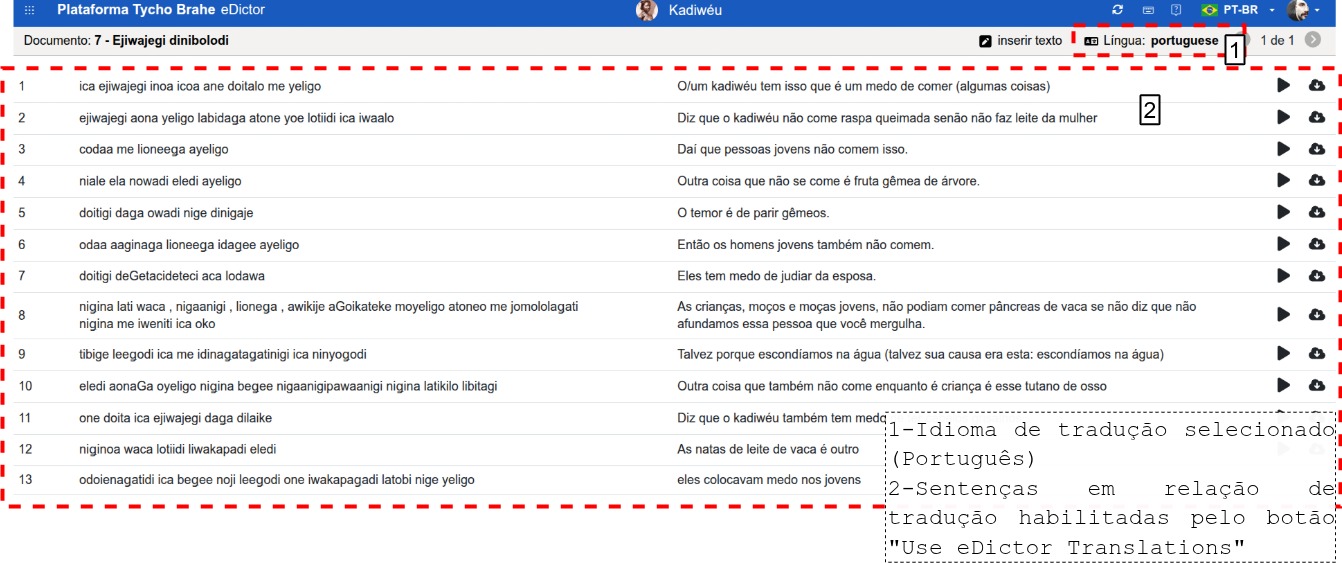 Plataforma Tycho Brahe eDictor Kadiwéu PT-BR
Documento: 7 - Ejiwajegi dinibolodi inserir texto Língua: portuguese 1 de 1
1
1 ica ejiwajegi inoa icoa ane doitalo me yeligo O/um kadiwéu tem isso que é um medo de comer (algumas coisas)
2
2 ejiwajegi aona yeligo labidaga atone yoe lotiidi ica iwaalo Diz que o kadiwéu não come raspa queimada senão não faz leite da mulher
3 codaa me lioneega ayeligo Daí que pessoas jovens não comem isso.
4 niale ela nowadi eledi ayeligo Outra coisa que não se come é fruta gêmea de árvore.
5 doitigi daga owadi nige dinigaje O temor é de parir gêmeos.
6 odaa aaginaga lioneega idagee ayeligo Então os homens jovens também não comem.
7 doitigi deGetacideteci aca lodawa Eles tem medo de judiar da esposa.
8 nigina lati waca , nigaanigi , lionega , awikije aGoikateke moyeligo atoneo me jomololagati
nigina me iweniti ica oko
As crianças, moços e moças jovens, não podiam comer pâncreas de vaca se não diz que não
afundamos essa pessoa que você mergulha.
9 tibige leegodi ica me idinagatagatinigi ica ninyogodi Talvez porque escondíamos na água (talvez sua causa era esta: escondíamos na água)
10 eledi aonaGa oyeligo nigina begee nigaanigipawaanigi nigina latikilo libitagi Outra coisa que também não come enquanto é criança é esse tutano de osso
11 one doita ica ejiwajegi daga dilaike Diz que o kadiwéu também tem medo
12 niginoa waca lotiidi liwakapadi eledi As natas de leite de vaca é outro
13 odoienagatidi ica begee noji leegodi one iwakapagadi latobi nige yeligo eles colocavam medo nos jovens
1-Idioma de tradução selecionado
(Português)
2-Sentenças em relação de
tradução habilitadas pelo botão
"Use eDictor Translations"